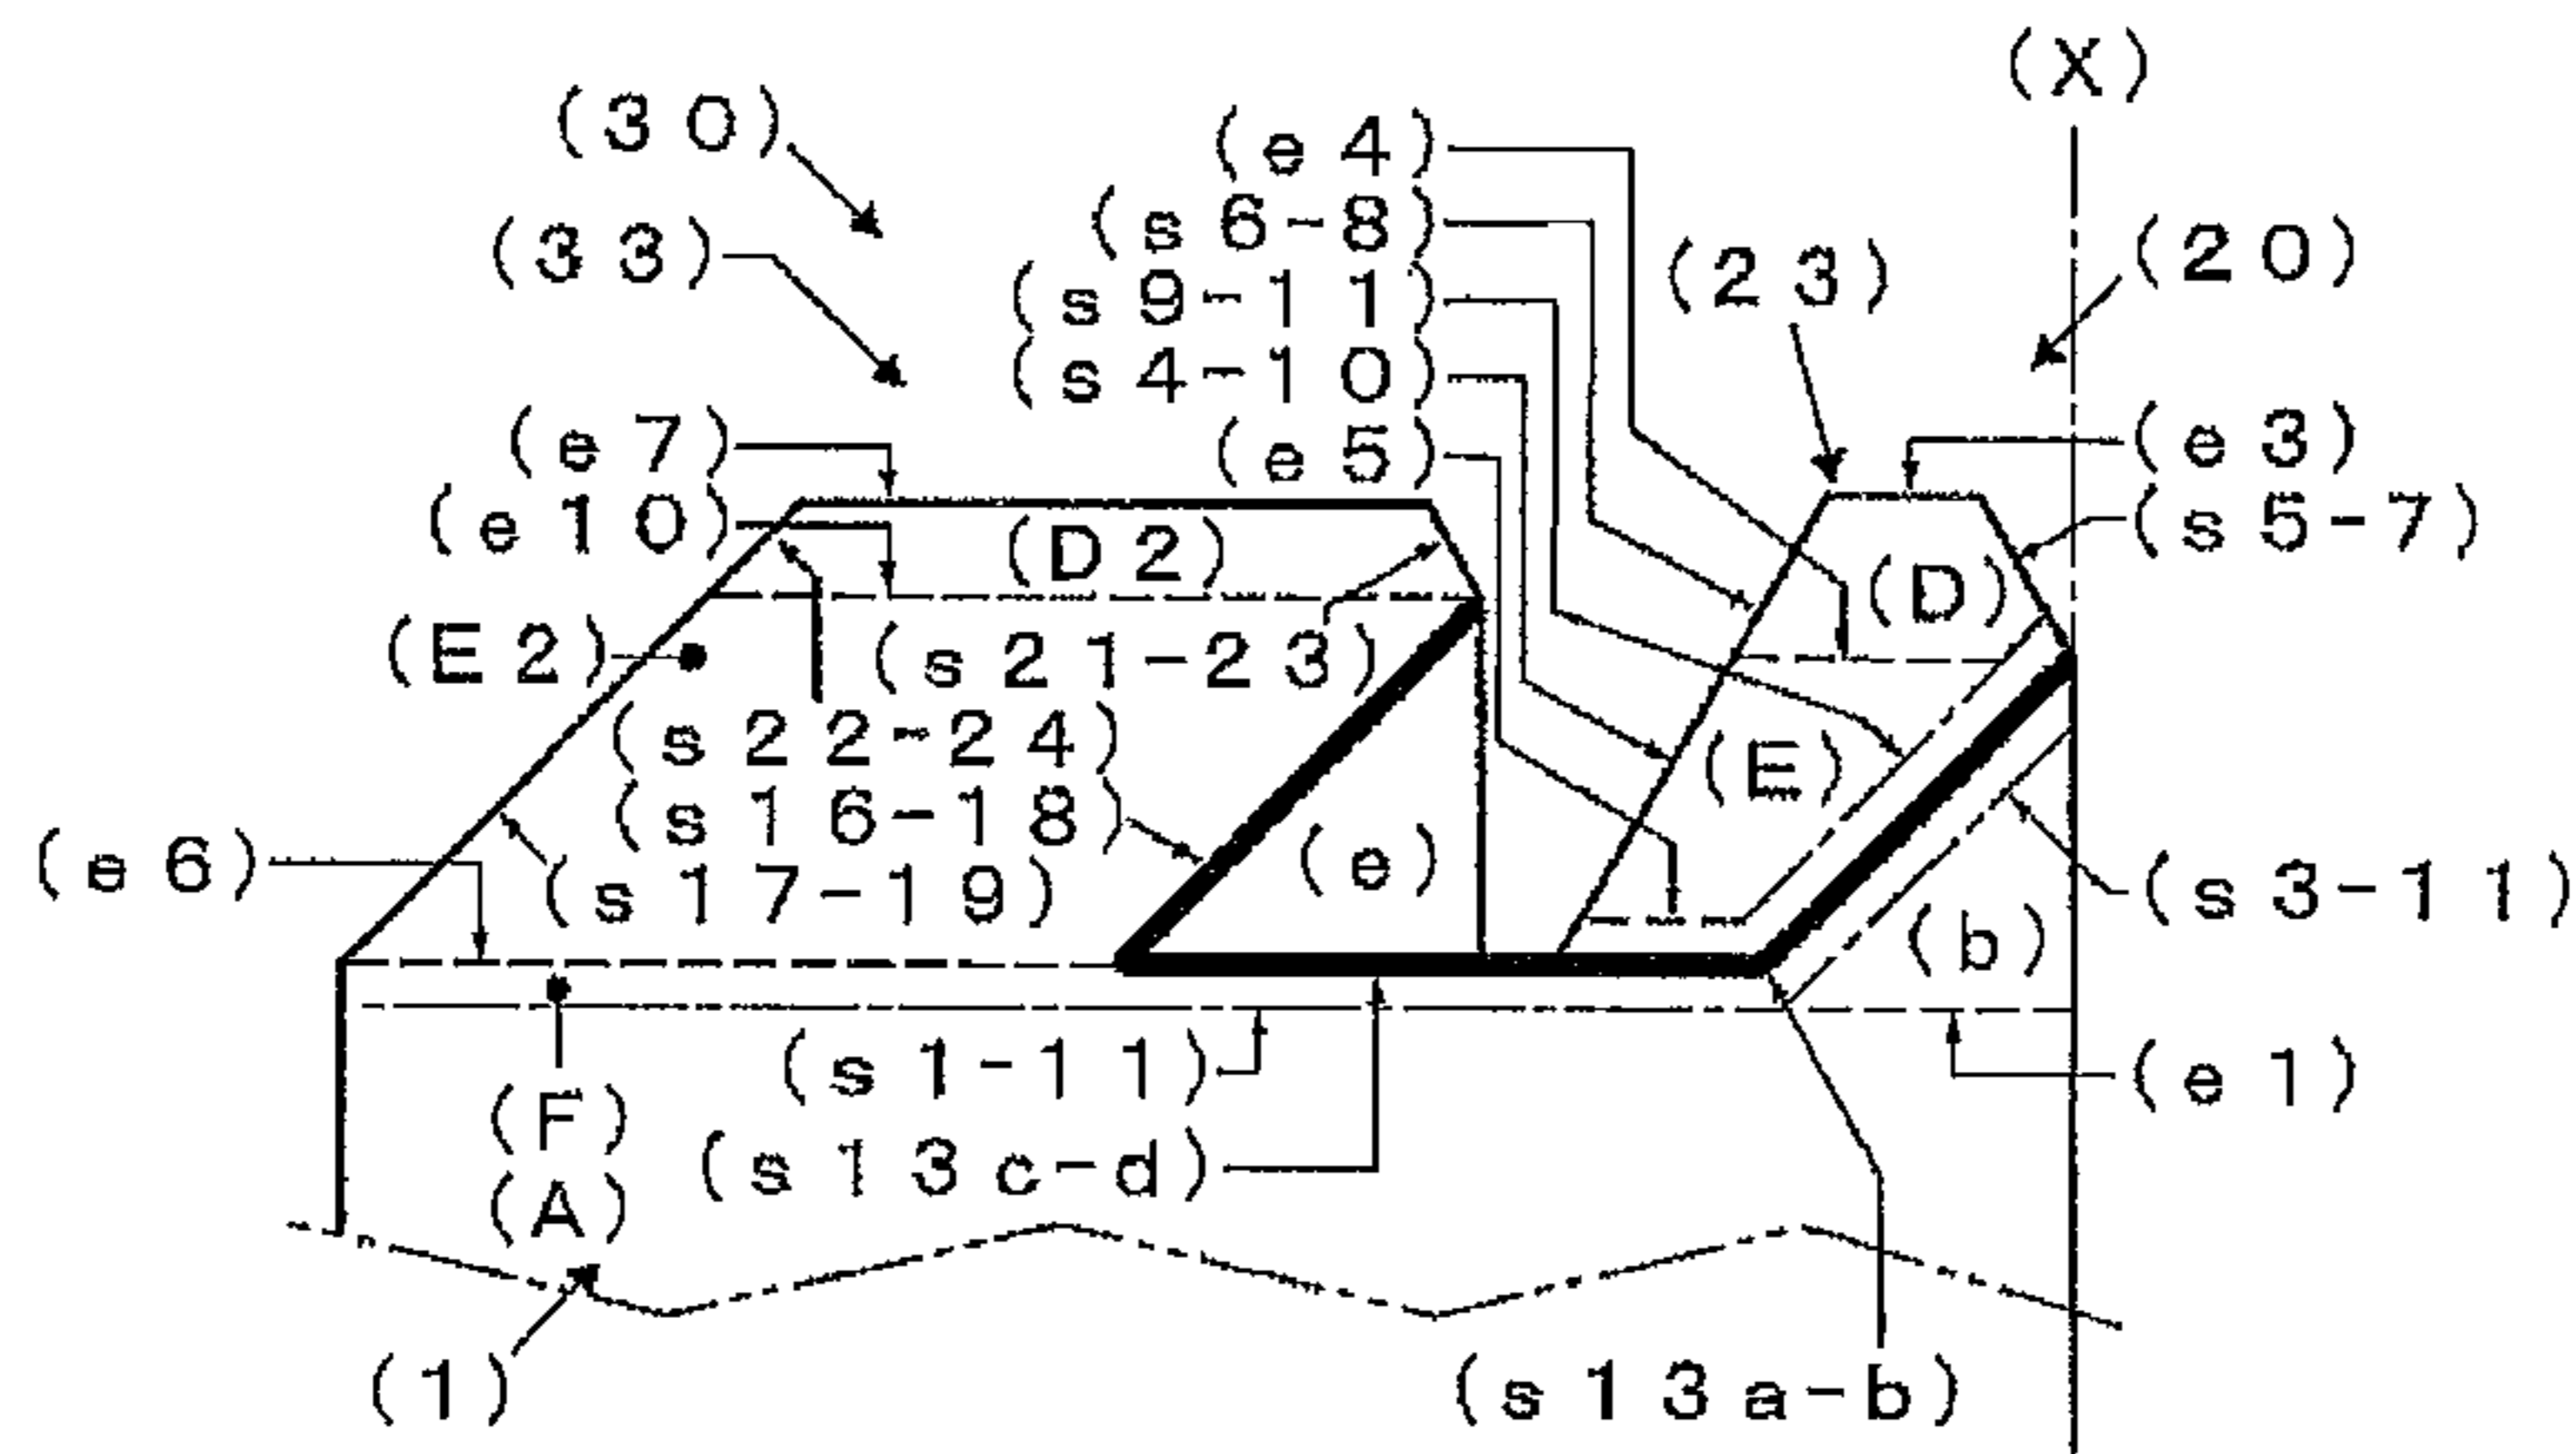 (X)
(30)
(e4)
(s6-8)
(33)
(s9-11)
(23)
(20)
(s4-10)
(e7)
(e5)
(e3)
(e10)
(D2)
(s5-7)
(D)
(E2)
(s21-23)
(s22-24)
(E)
(s16-18)
(e6)
(e)
(s17-19)
(s3-11)
(b)
(s1-11)
(e1)
(F)
(s13c-d)
(A)
(1)
(s13a-b)